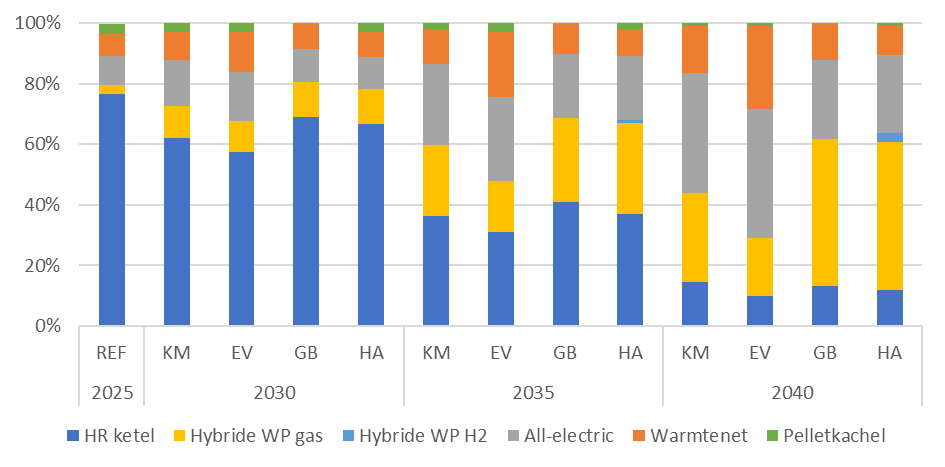 100%
80%
60%
40%
20%
0%
REF KM EV GB HA KM EV GB HA KM EV GB HA
2025 2030 2035 2040
HR ketel Hybride WP gas Hybride WP H2 All-electric Warmtenet Pelletkachel